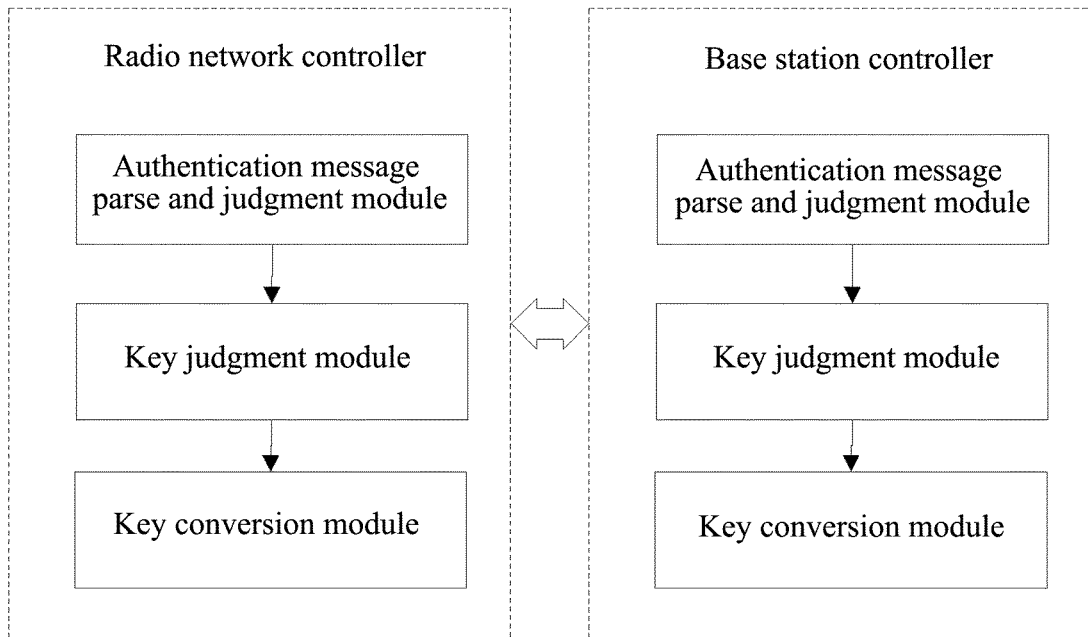 Radio network controller
Authentication message
parse and judgment module
Key judgment module
Key conversion module
Base station controller
Authentication message
parse and judgment module
Key judgment module
Key conversion module